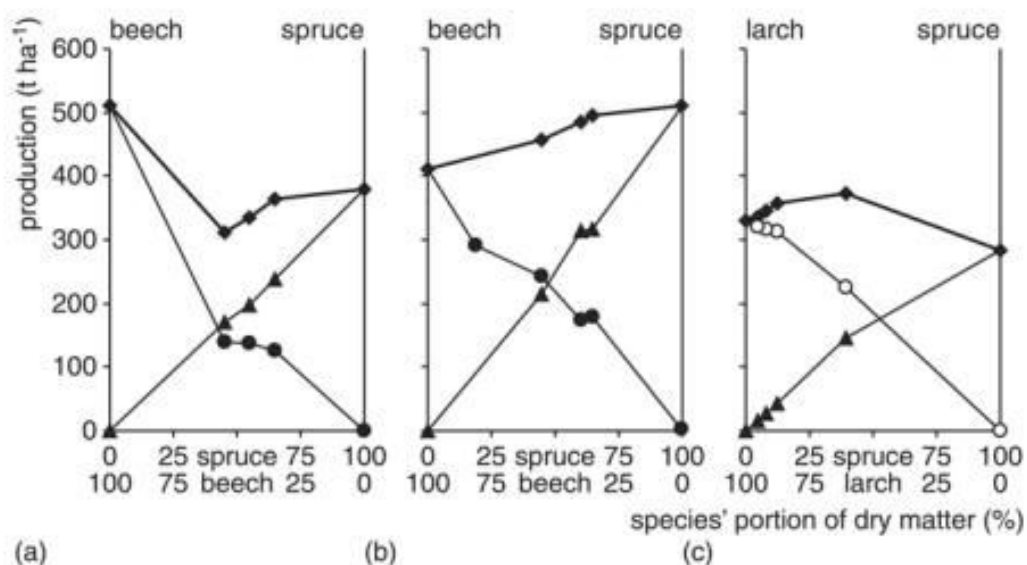 beech spruce beech spruce larch spruce
production (t ha⁻¹)
600
500
400
300
200
100
0
0 25 spruce 75 100 0 25 spruce 75 100 0 25 spruce 75 100
100 75 beech 25 0 100 75 beech 25 0 100 75 larch 25 0
species' portion of dry matter (%)
(a) (b) (c)